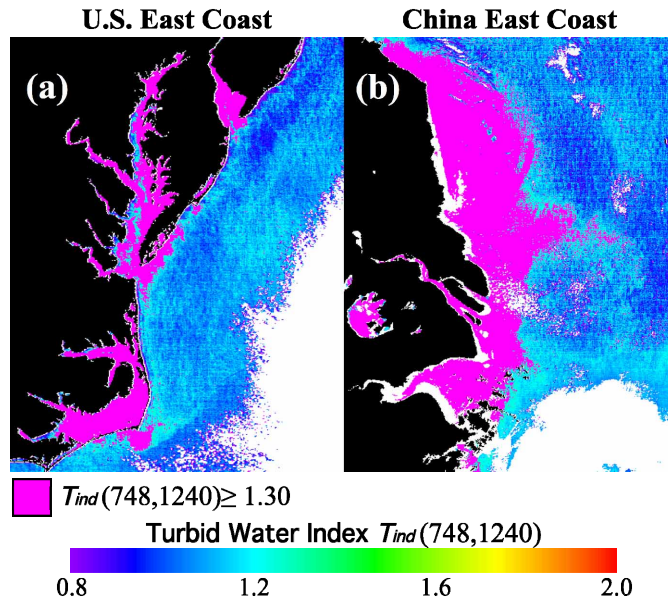 U.S. East Coast
China East Coast
(a)
(b)
Tind(748,1240)≥ 1.30
Turbid Water Index Tind(748,1240)
0.8 1.2 1.6 2.0